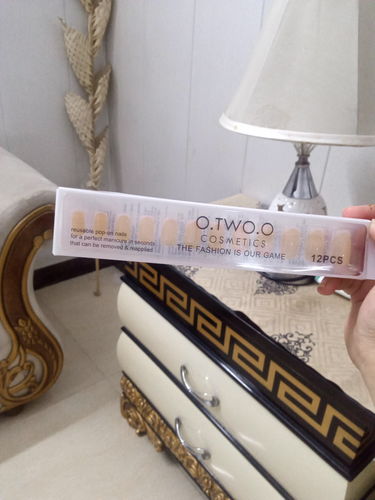 reusable pop-on nails
for a perfect manicure in seconds
that can be removed & reapplied
O.TWO.O
COSMETICS
THE FASHION IS OUR GAME
12PCS